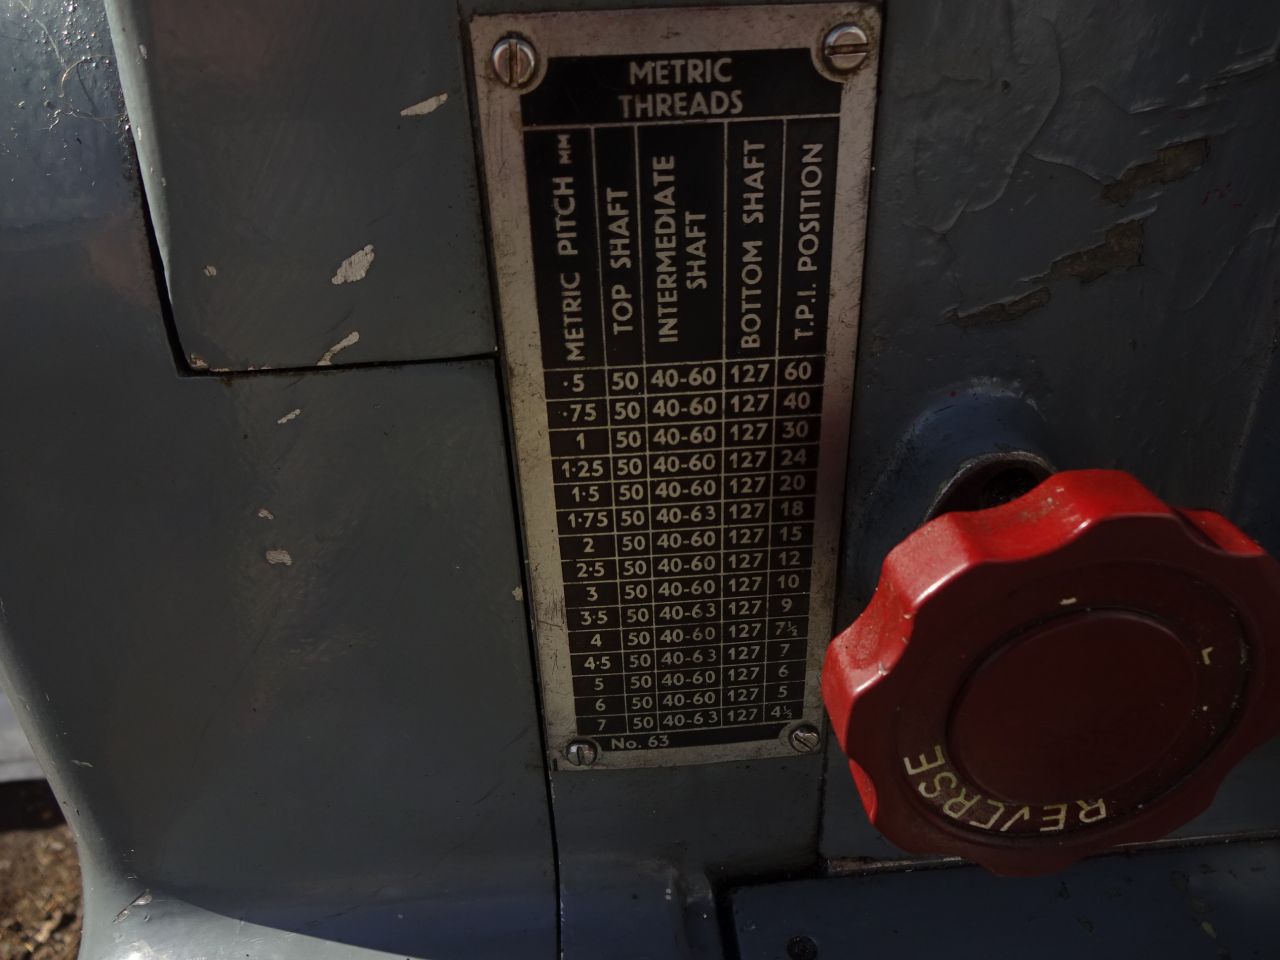 METRIC
THREADS
METRIC PITCH MM
TOP SHAFT
INTERMEDIATE
SHAFT
BOTTOM SHAFT
T.P.I. POSITION
·5 50 40-60 127 60
·75 50 40-60 127 40
1 50 40-60 127 30
1·25 50 40-60 127 24
1·5 50 40-60 127 20
1·75 50 40-63 127 18
2 50 40-60 127 15
2·5 50 40-60 127 12
3 50 40-60 127 10
3·5 50 40-63 127 9
4 50 40-60 127 7½
4·5 50 40-63 127 7
5 50 40-60 127 6
6 50 40-60 127 5
7 50 40-63 127 4½
No. 63
REVERSE